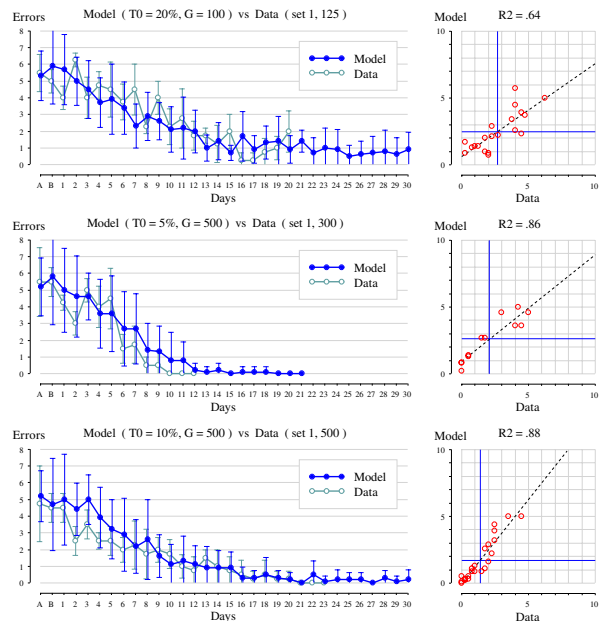 Errors Model ( T0 = 20%, G = 100) vs Data ( set 1, 125)
8
7
6
5
4
3
2
1
0
Model
Data
A B 1 2 3 4 5 6 7 8 9 10 11 12 13 14 15 16 17 18 19 20 21 22 23 24 25 26 27 28 29 30
Days
Model R2 = .64
10
5
0
0 5 10
Data
Errors Model ( T0 = 5%, G = 500) vs Data ( set 1, 300)
8
7
6
5
4
3
2
1
0
Model
Data
A B 1 2 3 4 5 6 7 8 9 10 11 12 13 14 15 16 17 18 19 20 21 22 23 24 25 26 27 28 29 30
Days
Model R2 = .86
10
5
0
0 5 10
Data
Errors Model ( T0 = 10%, G = 500) vs Data ( set 1, 500)
8
7
6
5
4
3
2
1
0
Model
Data
A B 1 2 3 4 5 6 7 8 9 10 11 12 13 14 15 16 17 18 19 20 21 22 23 24 25 26 27 28 29 30
Days
Model R2 = .88
10
5
0
0 5 10
Data